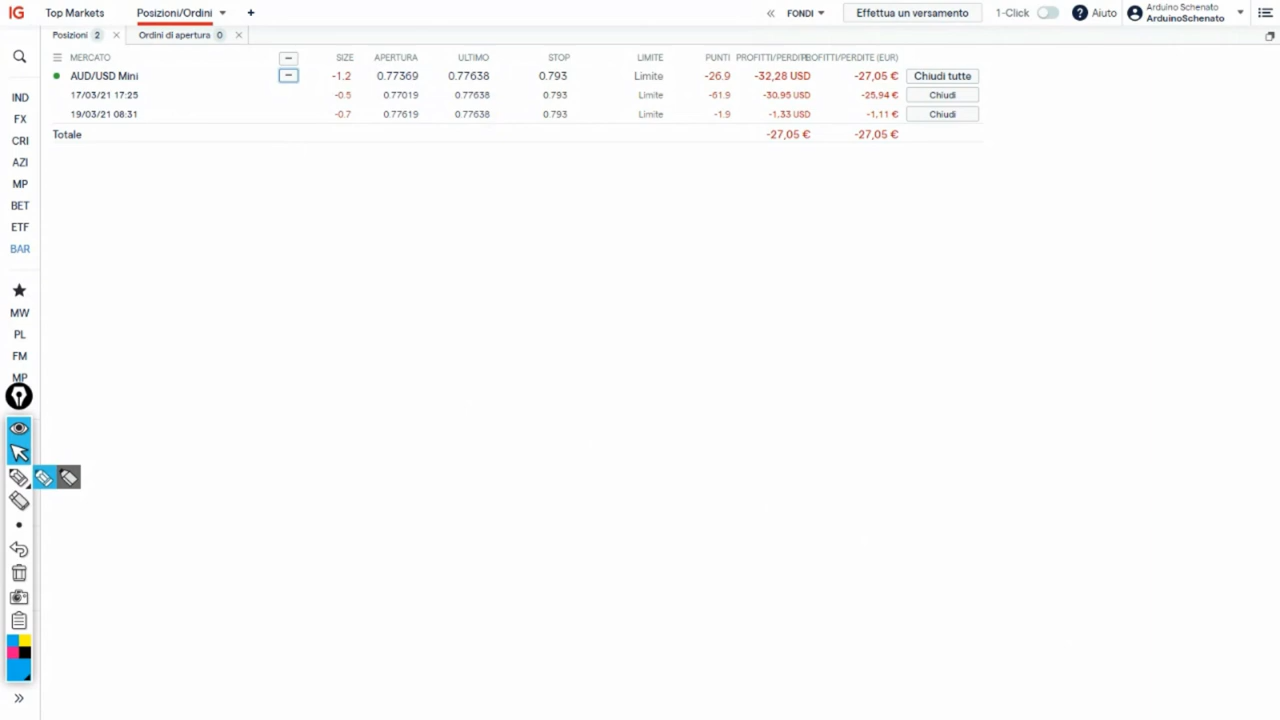 IG Top Markets Posizioni/Ordini + « FONDI Effettua un versamento 1-Click ? Aiuto Arduino Schenato
ArduinoSchenato
Posizioni 2 × Ordini di apertura 0 ×
MERCATO − SIZE APERTURA ULTIMO STOP LIMITE PUNTI PROFITTI/PERDITE PROFITTI/PERDITE (EUR)
AUD/USD Mini − -1.2 0.77369 0.77638 0.793 Limite -26.9 -32,28 USD -27,05 € Chiudi tutte
17/03/21 17:25 -0.5 0.77019 0.77638 0.793 Limite -61.9 -30,95 USD -25,94 € Chiudi
19/03/21 08:31 -0.7 0.77619 0.77638 0.793 Limite -1.9 -1,33 USD -1,11 € Chiudi
Totale -27,05 € -27,05 €
IND
FX
CRI
AZI
MP
BET
ETF
BAR
MW
PL
FM
MP
»